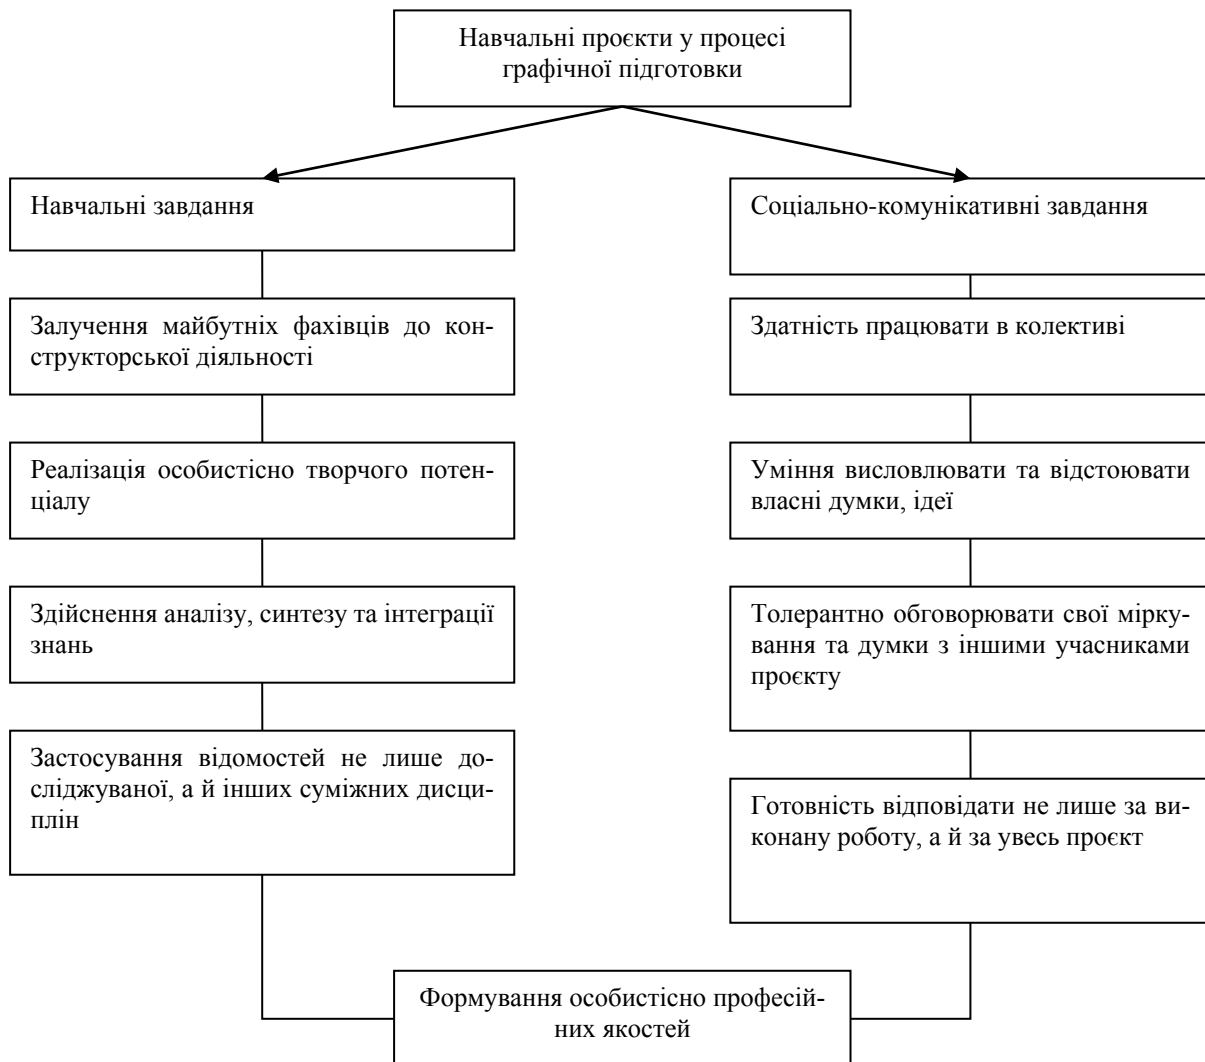 Навчальні проєкти у процесі
графічної підготовки
Навчальні завдання
Соціально-комунікативні завдання
Залучення майбутніх фахівців до кон-
структорської діяльності
Здатність працювати в колективі
Реалізація особистісно творчого потен-
ціалу
Уміння висловлювати та відстоювати
власні думки, ідеї
Здійснення аналізу, синтезу та інтеграції
знань
Толерантно обговорювати свої мірку-
вання та думки з іншими учасниками
проєкту
Застосування відомостей не лише до-
сліджуваної, а й інших суміжних дисци-
плін
Готовність відповідати не лише за ви-
конану роботу, а й за увесь проєкт
Формування особистісно професій-
них якостей